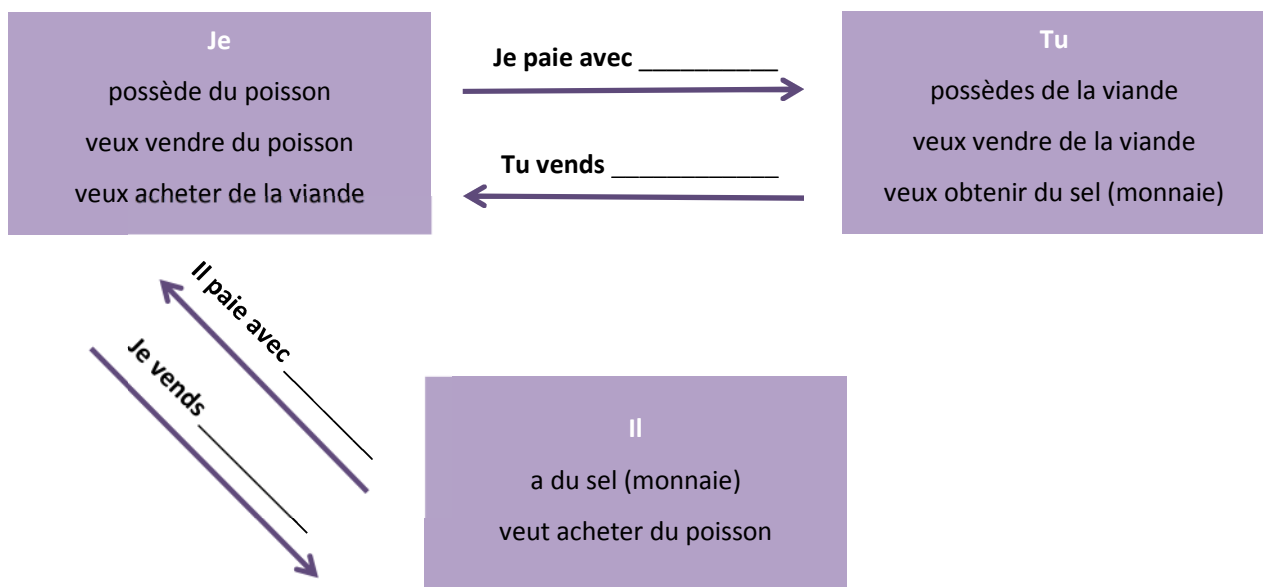 Je
possède du poisson
veux vendre du poisson
veux acheter de la viande
Je paie avec __________
Tu vends ____________
Tu
possèdes de la viande
veux vendre de la viande
veux obtenir du sel (monnaie)
Il paie avec __________
Je vends __________
Il
a du sel (monnaie)
veut acheter du poisson